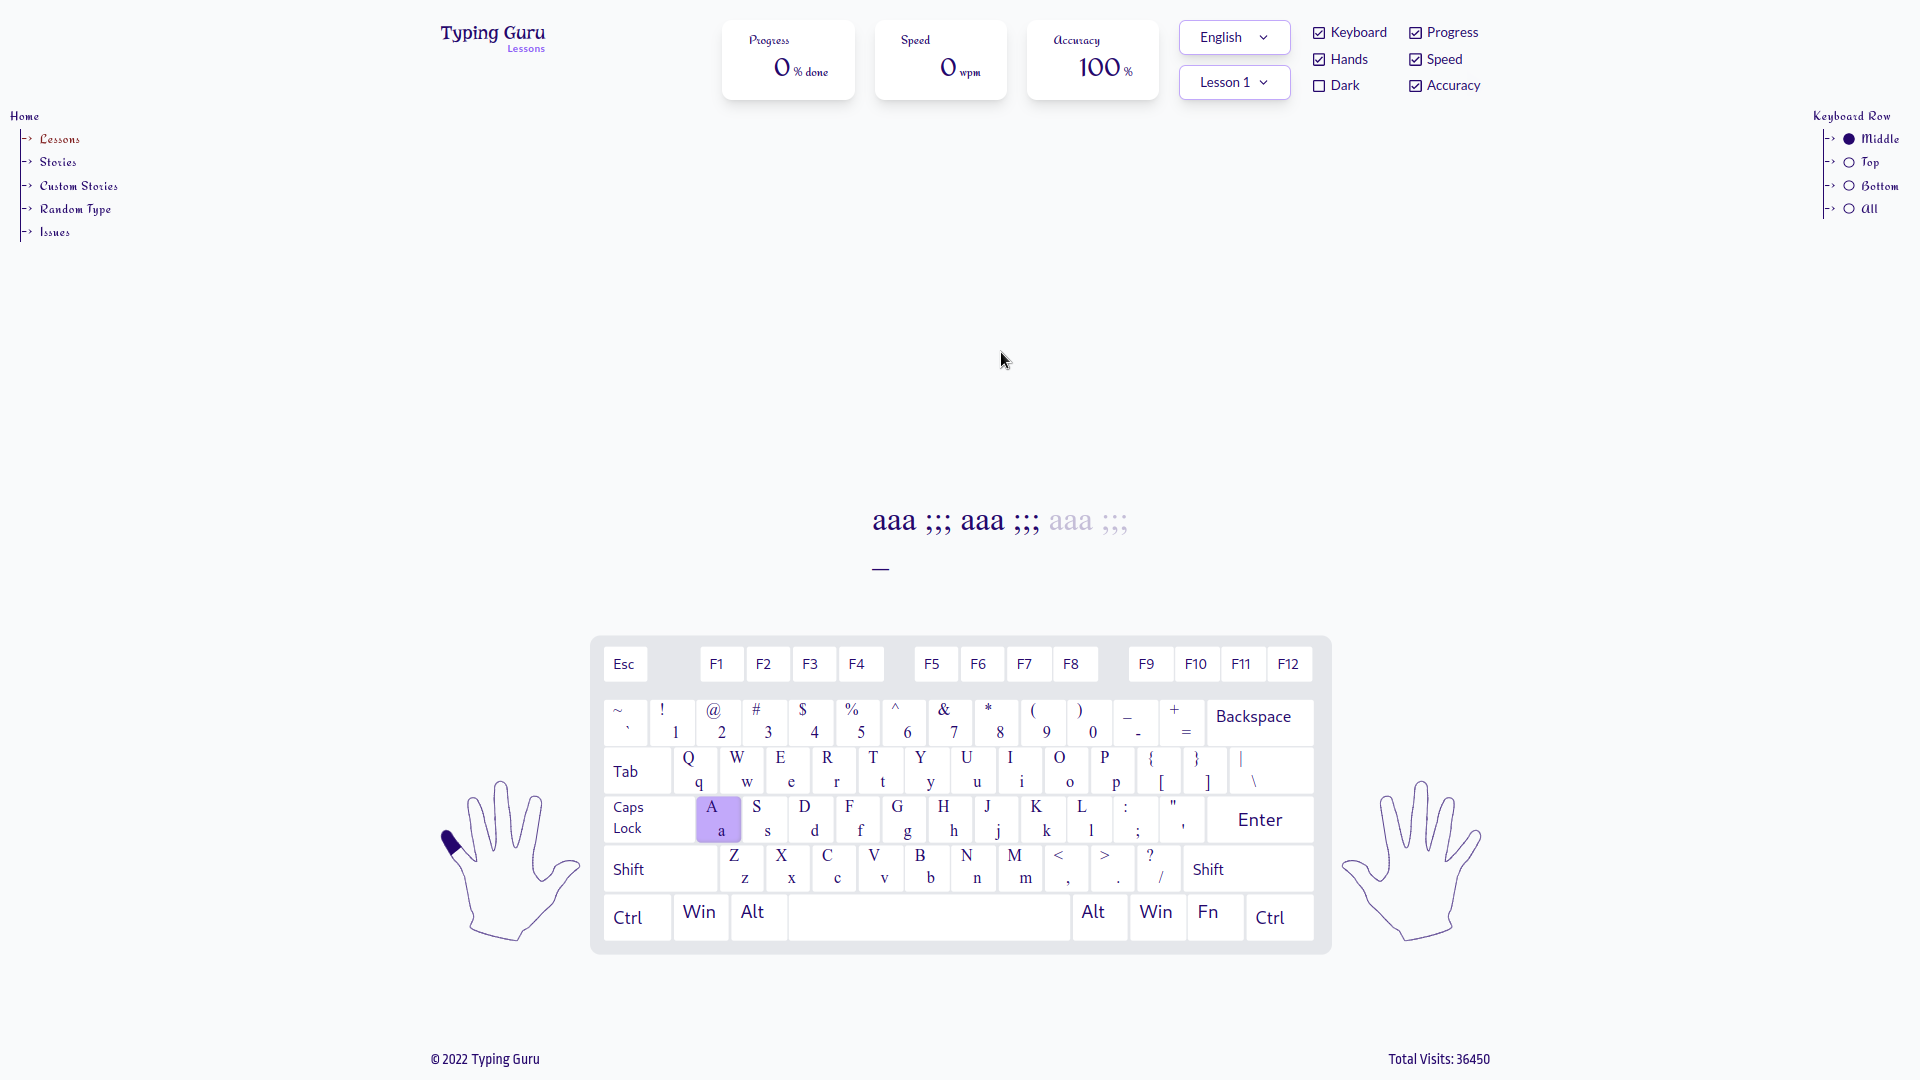 Typing Guru
Lessons
Progress
0 % done
Speed
0 wpm
Accuracy
100 %
English
Lesson 1
Keyboard
Progress
Hands
Speed
Dark
Accuracy
Home
Lessons
Stories
Custom Stories
Random Type
Issues
Keyboard Row
Middle
Top
Bottom
All
aaa ;;; aaa ;;; aaa ;;;
_
Esc F1 F2 F3 F4 F5 F6 F7 F8 F9 F10 F11 F12
~ ! @ # $ % ^ & * ( ) _ + Backspace
` 1 2 3 4 5 6 7 8 9 0 - =
Tab Q W E R T Y U I O P { } |
q w e r t y u i o p [ ] \
Caps Lock A S D F G H J K L : " Enter
a s d f g h j k l ; '
Shift Z X C V B N M < > ? Shift
z x c v b n m , . /
Ctrl Win Alt Alt Win Fn Ctrl
© 2022 Typing Guru
Total Visits: 36450